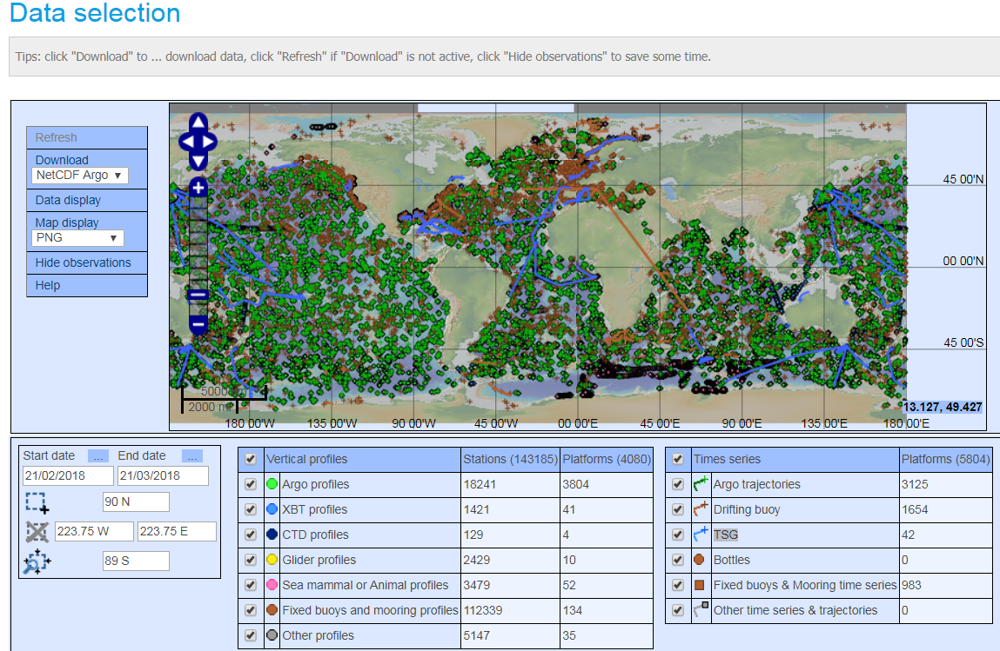 Data selection
Tips: click "Download" to ... download data, click "Refresh" if "Download" is not active, click "Hide observations" to save some time.
Refresh
Download
NetCDF Argo
Data display
Map display
PNG
Hide observations
Help
45 00'N
00 00'N
45 00'S
2000 m
13.127, 49.427
180 00'W 135 00'W 90 00'W 45 00'W 00 00'E 45 00'E 90 00'E 135 00'E 180 00'E
Start date ... End date ...
21/02/2018 21/03/2018
90 N
223.75 W 223.75 E
89 S
Vertical profiles Stations (143185) Platforms (4080)
Argo profiles 18241 3804
XBT profiles 1421 41
CTD profiles 129 4
Glider profiles 2429 10
Sea mammal or Animal profiles 3479 52
Fixed buoys and mooring profiles 112339 134
Other profiles 5147 35
Times series Platforms (5804)
Argo trajectories 3125
Drifting buoy 1654
TSG 42
Bottles 0
Fixed buoys & Mooring time series 983
Other time series & trajectories 0